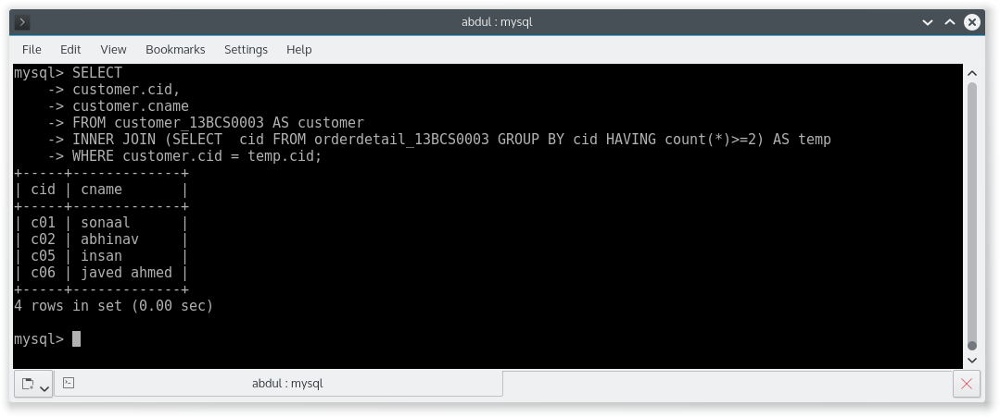 abdul : mysql
File Edit View Bookmarks Settings Help
mysql> SELECT
    -> customer.cid,
    -> customer.cname
    -> FROM customer_13BCS0003 AS customer
    -> INNER JOIN (SELECT  cid FROM orderdetail_13BCS0003 GROUP BY cid HAVING count(*)>=2) AS temp
    -> WHERE customer.cid = temp.cid;
+-----+-------------+
| cid | cname       |
+-----+-------------+
| c01 | sonaal      |
| c02 | abhinav     |
| c05 | insan       |
| c06 | javed ahmed |
+-----+-------------+
4 rows in set (0.00 sec)
mysql>
abdul : mysql